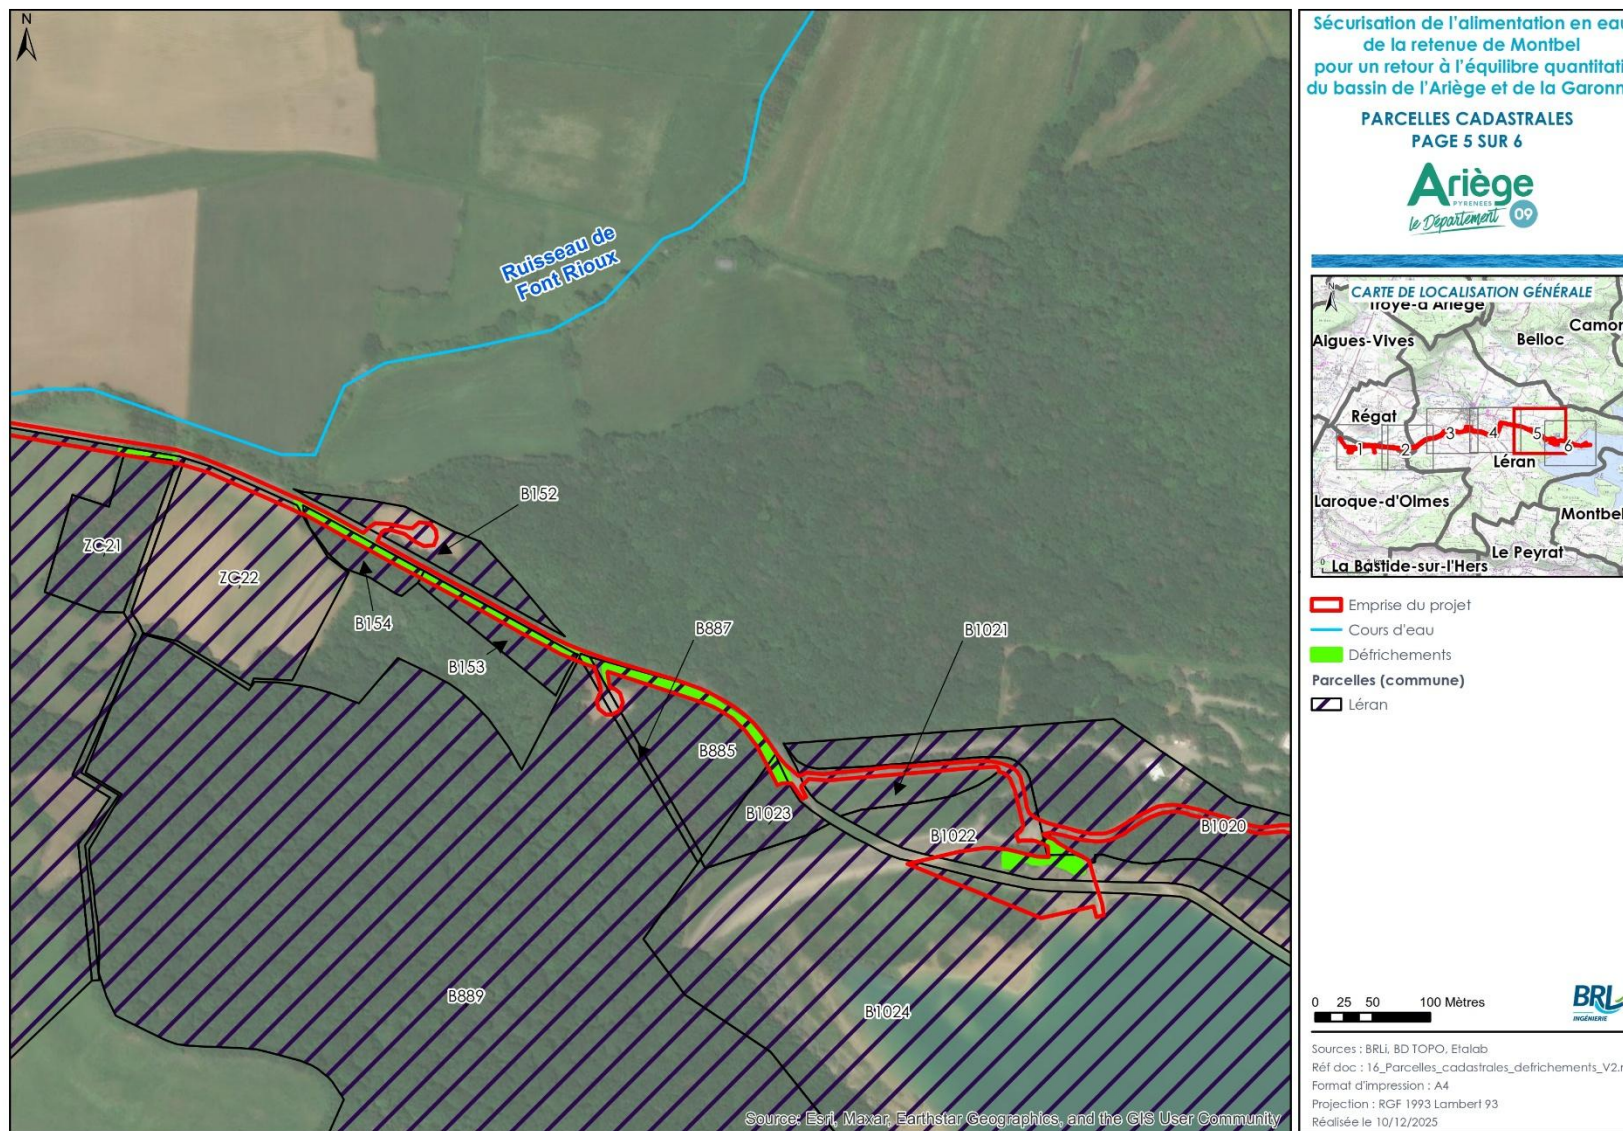 N
Ruisseau de
Font Rioux
B152
ZC21
ZC22
B154
B153
B887
B1021
B885
B1023
B1022
B1020
B889
B1024
Source: Esri, Maxar, Earthstar Geographics, and the GIS User Community
Sécurisation de l'alimentation en eau
de la retenue de Montbel
pour un retour à l'équilibre quantitati
du bassin de l'Ariège et de la Garonn
PARCELLES CADASTRALES
PAGE 5 SUR 6
Ariège
PYRENEES
le Département 09
N
CARTE DE LOCALISATION GÉNÉRALE
Troye-d'Ariège
Camon
Aigues-Vives
Belloc
Régat
1
2
3
4
5
6
Léran
Laroque-d'Olmes
Montbel
Le Peyrat
La Bastide-sur-l'Hers
Emprise du projet
Cours d'eau
Défrichements
Parcelles (commune)
Léran
0 25 50 100 Mètres
BRL
INGÉNIERIE
Sources : BRLi, BD TOPO, Etalab
Réf doc : 16_Parcelles_cadastrales_defrichements_V2.
Format d'impression : A4
Projection : RGF 1993 Lambert 93
Réalisée le 10/12/2025